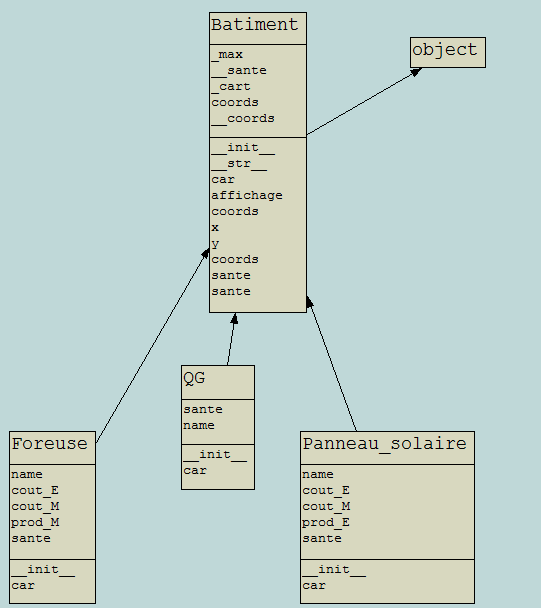 Batiment
_max
__sante
_cart
coords
__coords
__init__
__str__
car
affichage
coords
x
y
coords
sante
sante
object
QG
sante
name
__init__
car
Foreuse
name
cout_E
cout_M
prod_M
sante
__init__
car
Panneau_solaire
name
cout_E
cout_M
prod_E
sante
__init__
car